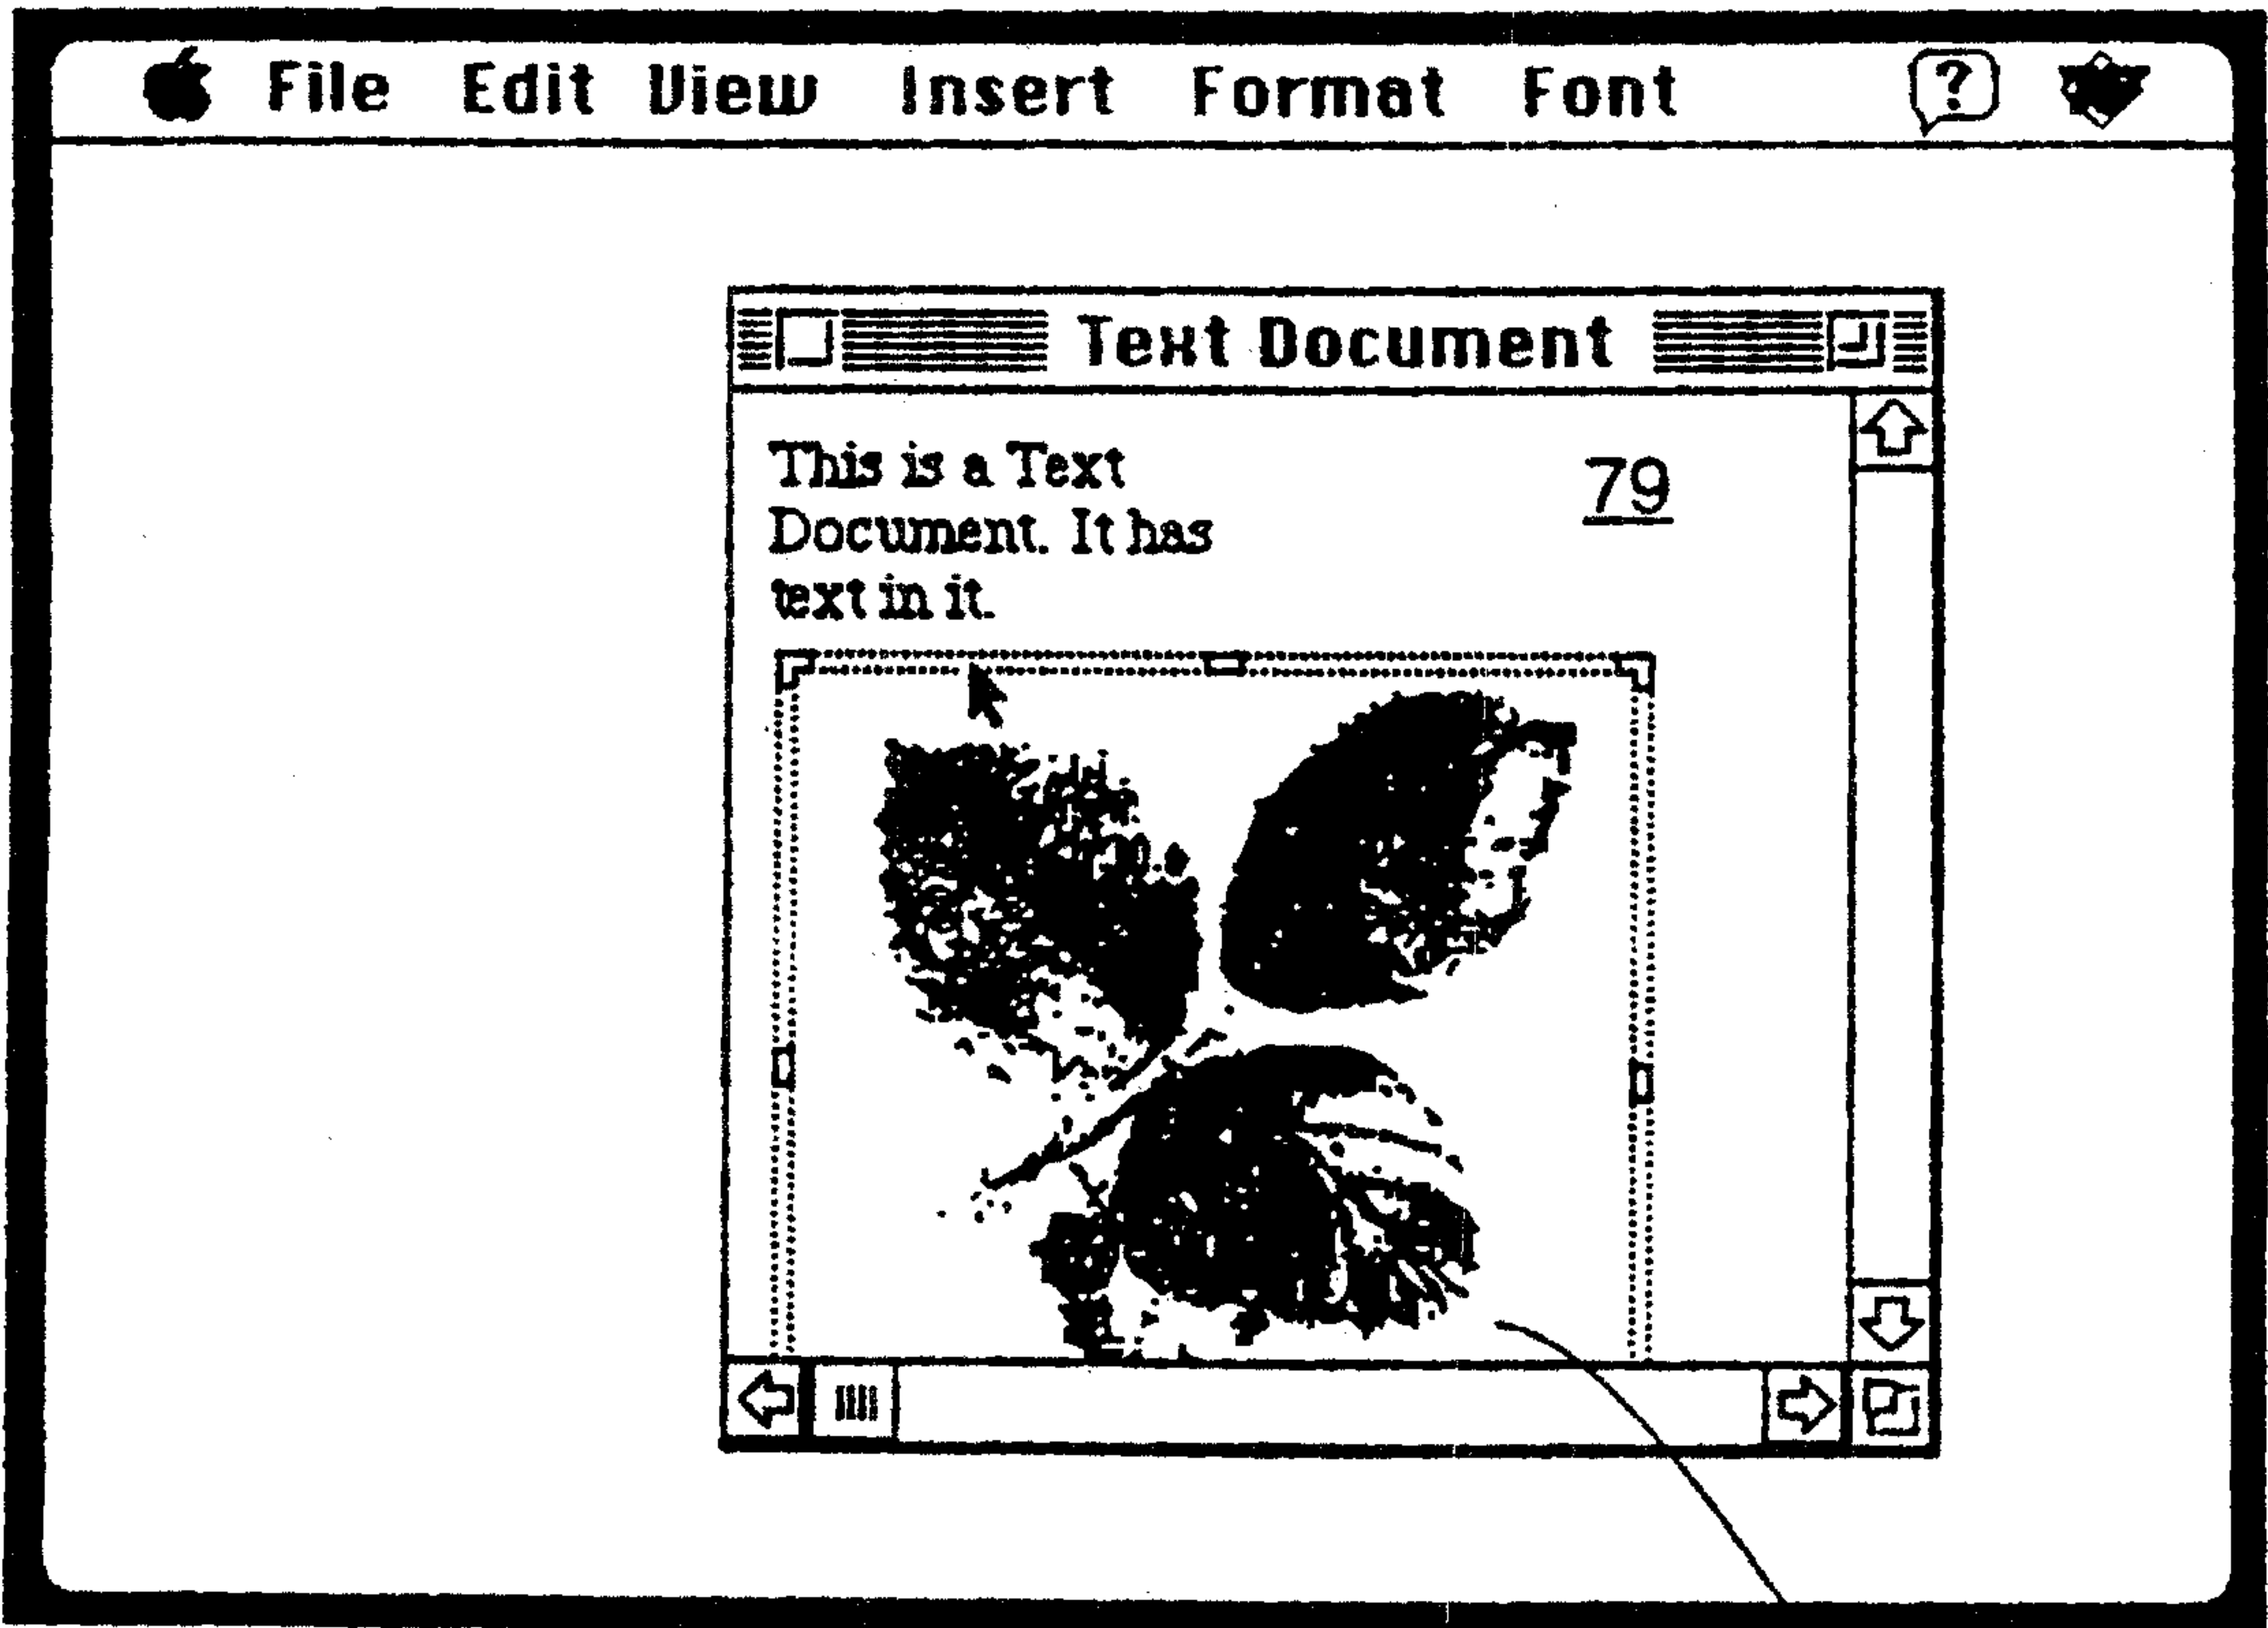 File Edit View Insert Format Font ?
Text Document
This is a Text
Document. It has
text in it.
79